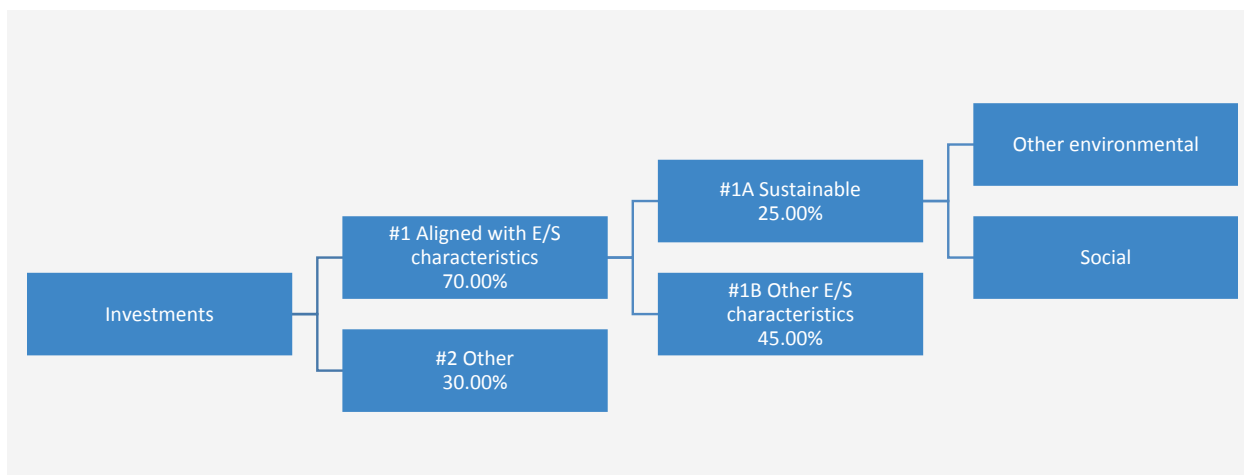 Investments
#1 Aligned with E/S
characteristics
70.00%
#2 Other
30.00%
#1A Sustainable
25.00%
#1B Other E/S
characteristics
45.00%
Other environmental
Social